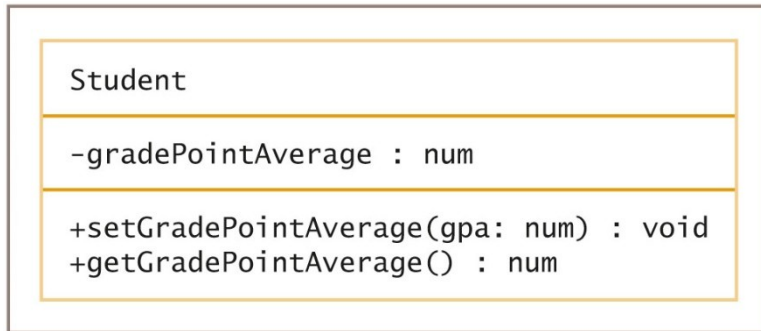 Student
-gradePointAverage : num
+setGradePointAverage(gpa: num) : void
+getGradePointAverage() : num